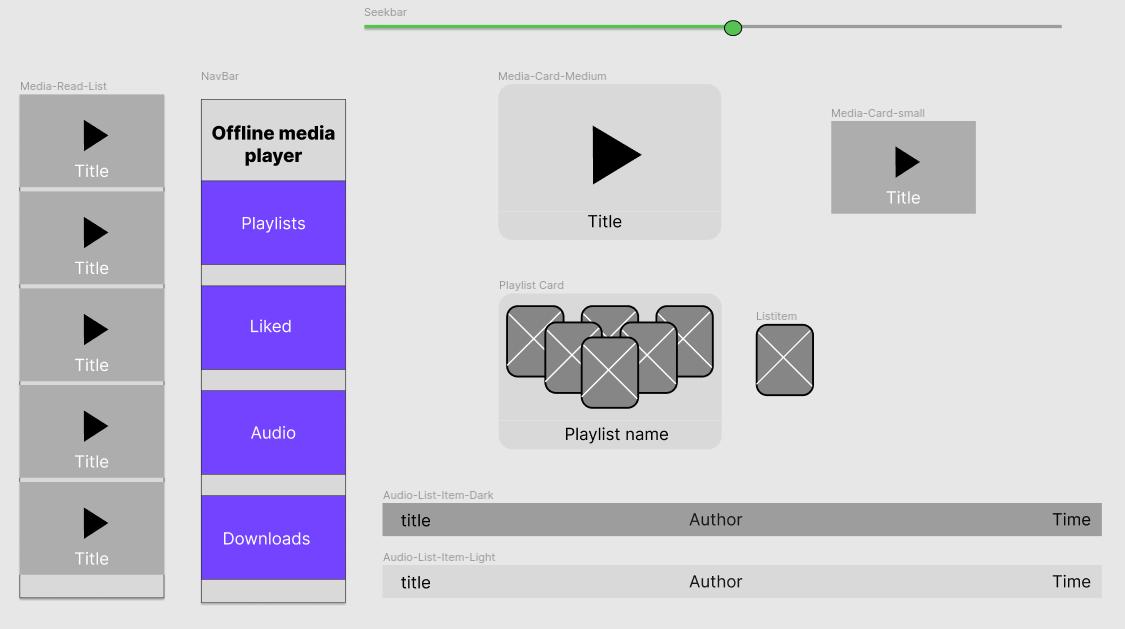 Seekbar
Media-Read-List
Title
Title
Title
Title
Title
NavBar
Offline media
player
Playlists
Liked
Audio
Downloads
Media-Card-Medium
Title
Media-Card-small
Title
Playlist Card
Playlist name
Listitem
Audio-List-Item-Dark
title Author Time
Audio-List-Item-Light
title Author Time